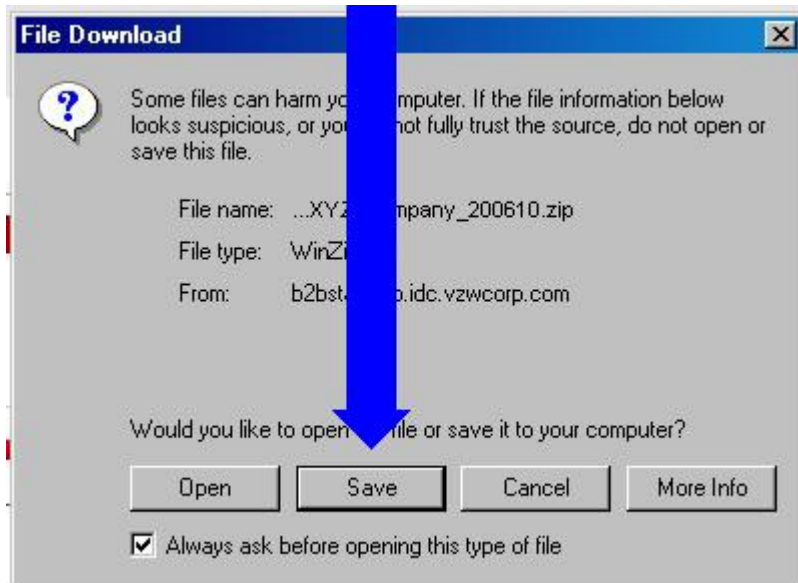 File Download
Some files can harm yo mputer. If the file information below
looks suspicious, or yo not fully trust the source, do not open or
save this file.
File name: ...XYZ mpany_200610.zip
File type: WinZi
From: b2bst .idc.vzwcorp.com
Would you like to open file or save it to your computer?
Open Save Cancel More Info
Always ask before opening this type of file